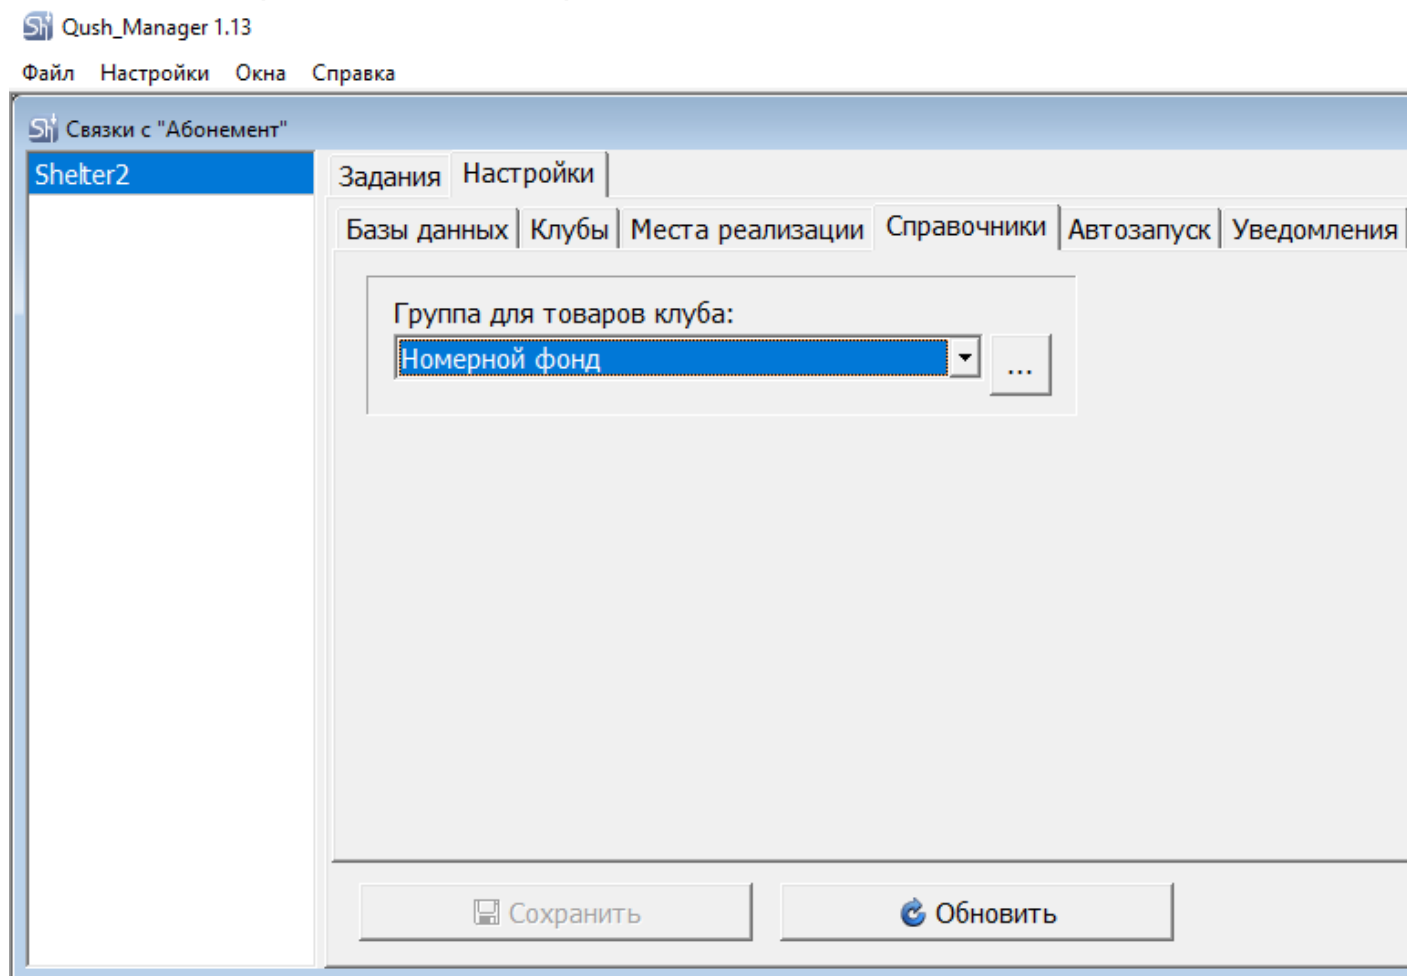 Qush_Manager 1.13
Файл Настройки Окна Справка
Связки с "Абонемент"
Shelter2
Задания Настройки
Базы данных Клубы Места реализации Справочники Автозапуск Уведомления
Группа для товаров клуба:
Номерной фонд
...
Сохранить Обновить